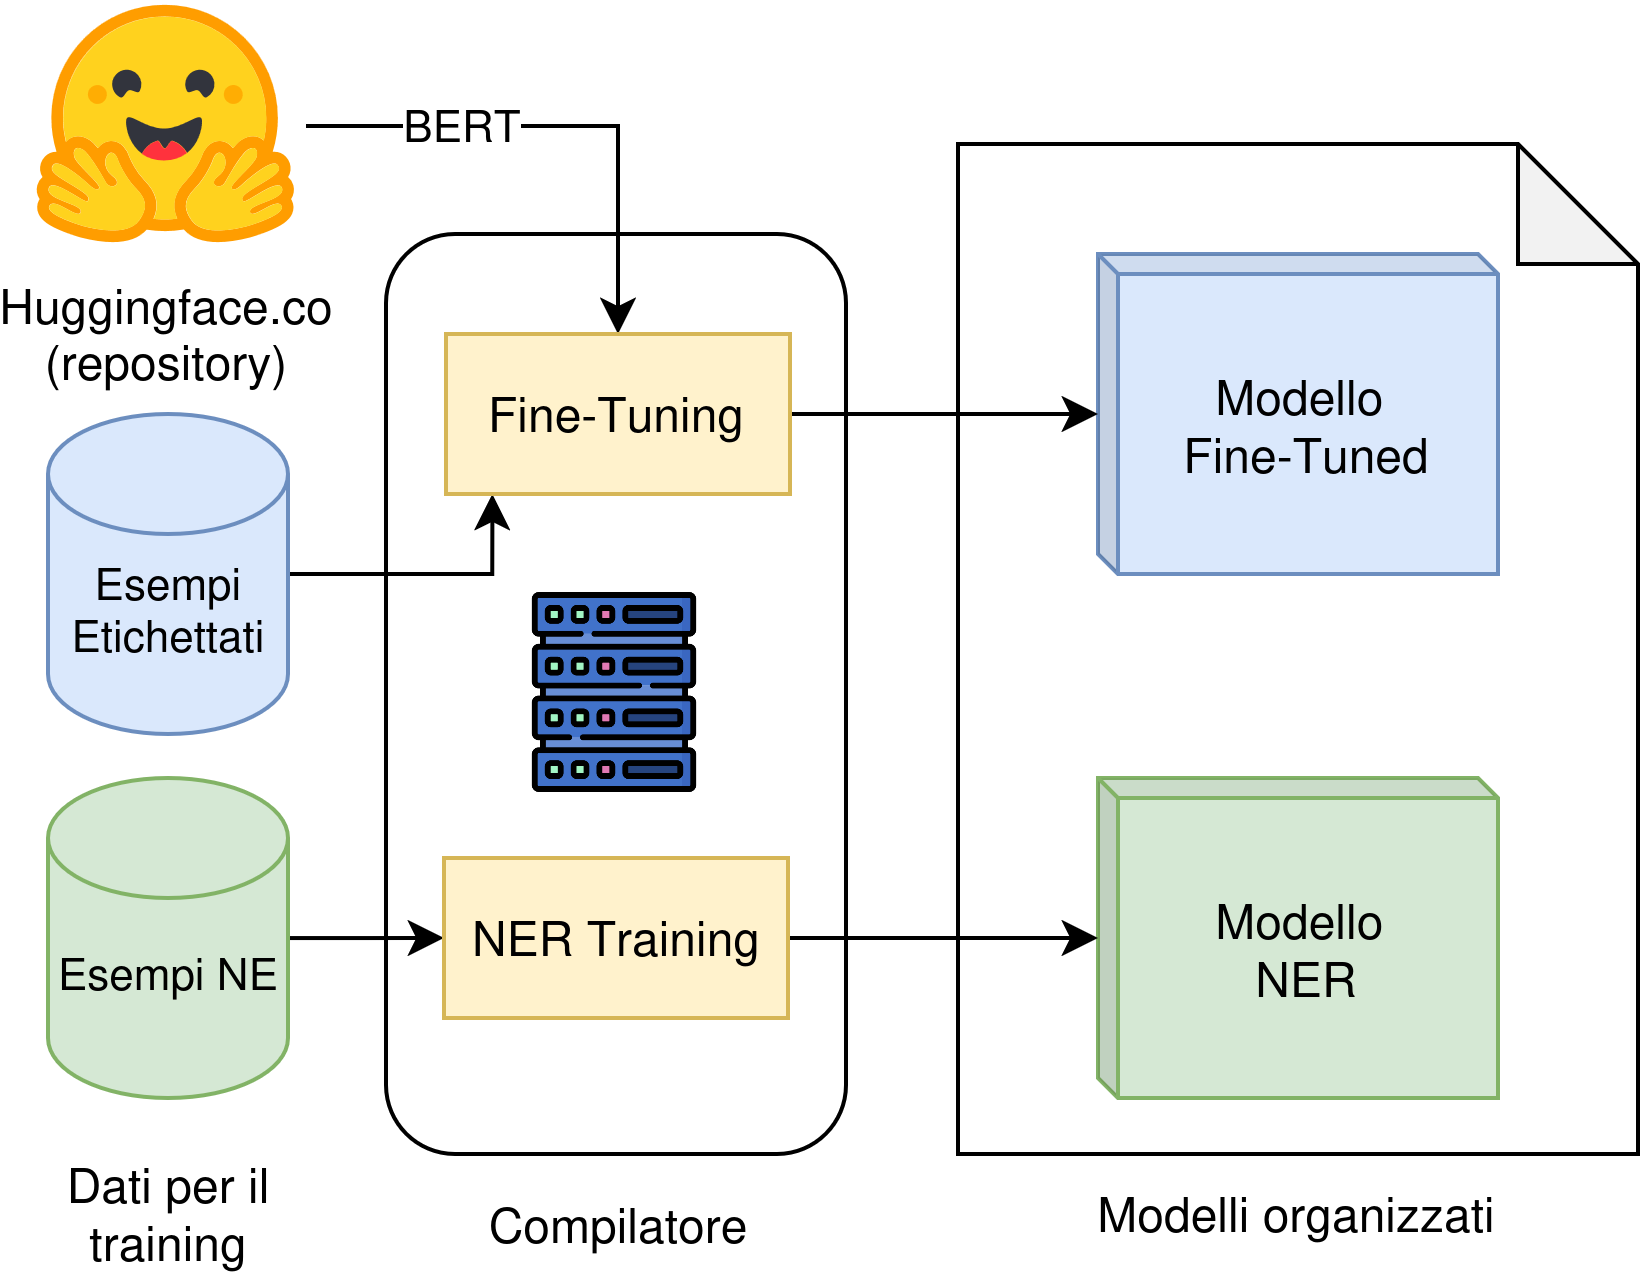 BERT
Huggingface.co
(repository)
Fine-Tuning
Modello
Fine-Tuned
Esempi
Etichettati
NER Training
Modello
NER
Esempi NE
Dati per il
training
Compilatore
Modelli organizzati